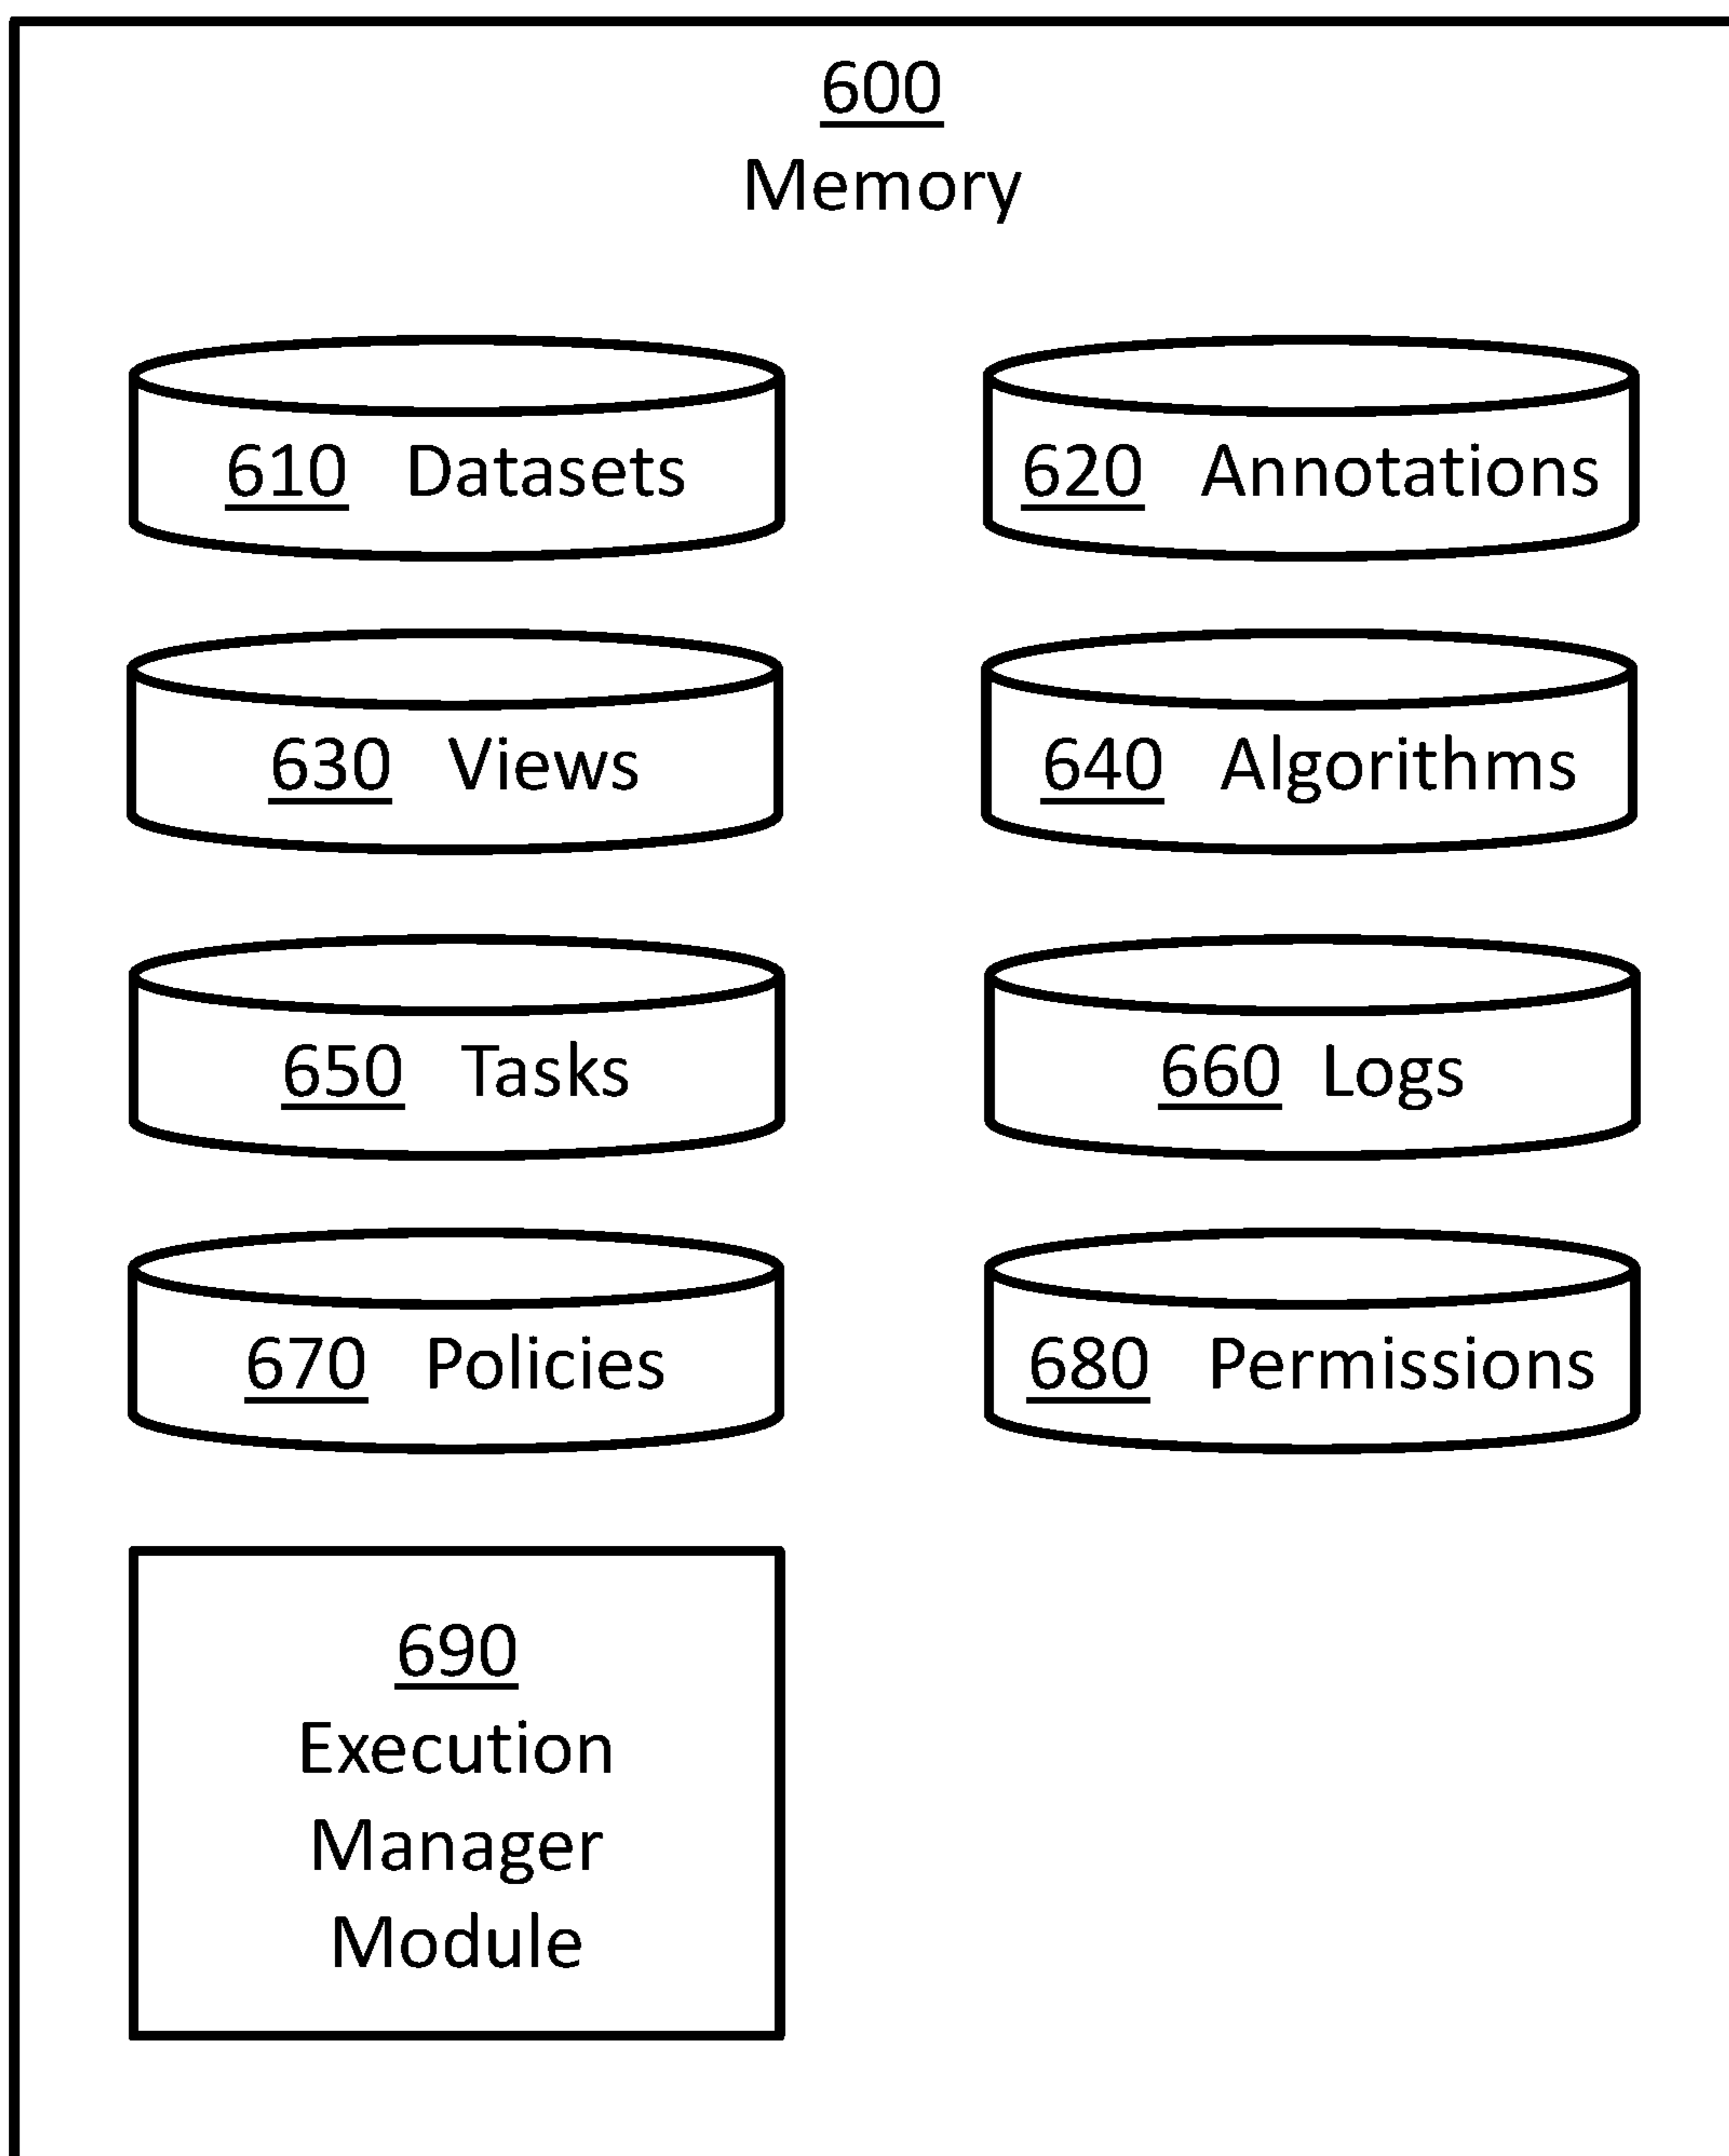 600
Memory
610 Datasets
620 Annotations
630 Views
640 Algorithms
650 Tasks
660 Logs
670 Policies
680 Permissions
690
Execution
Manager
Module